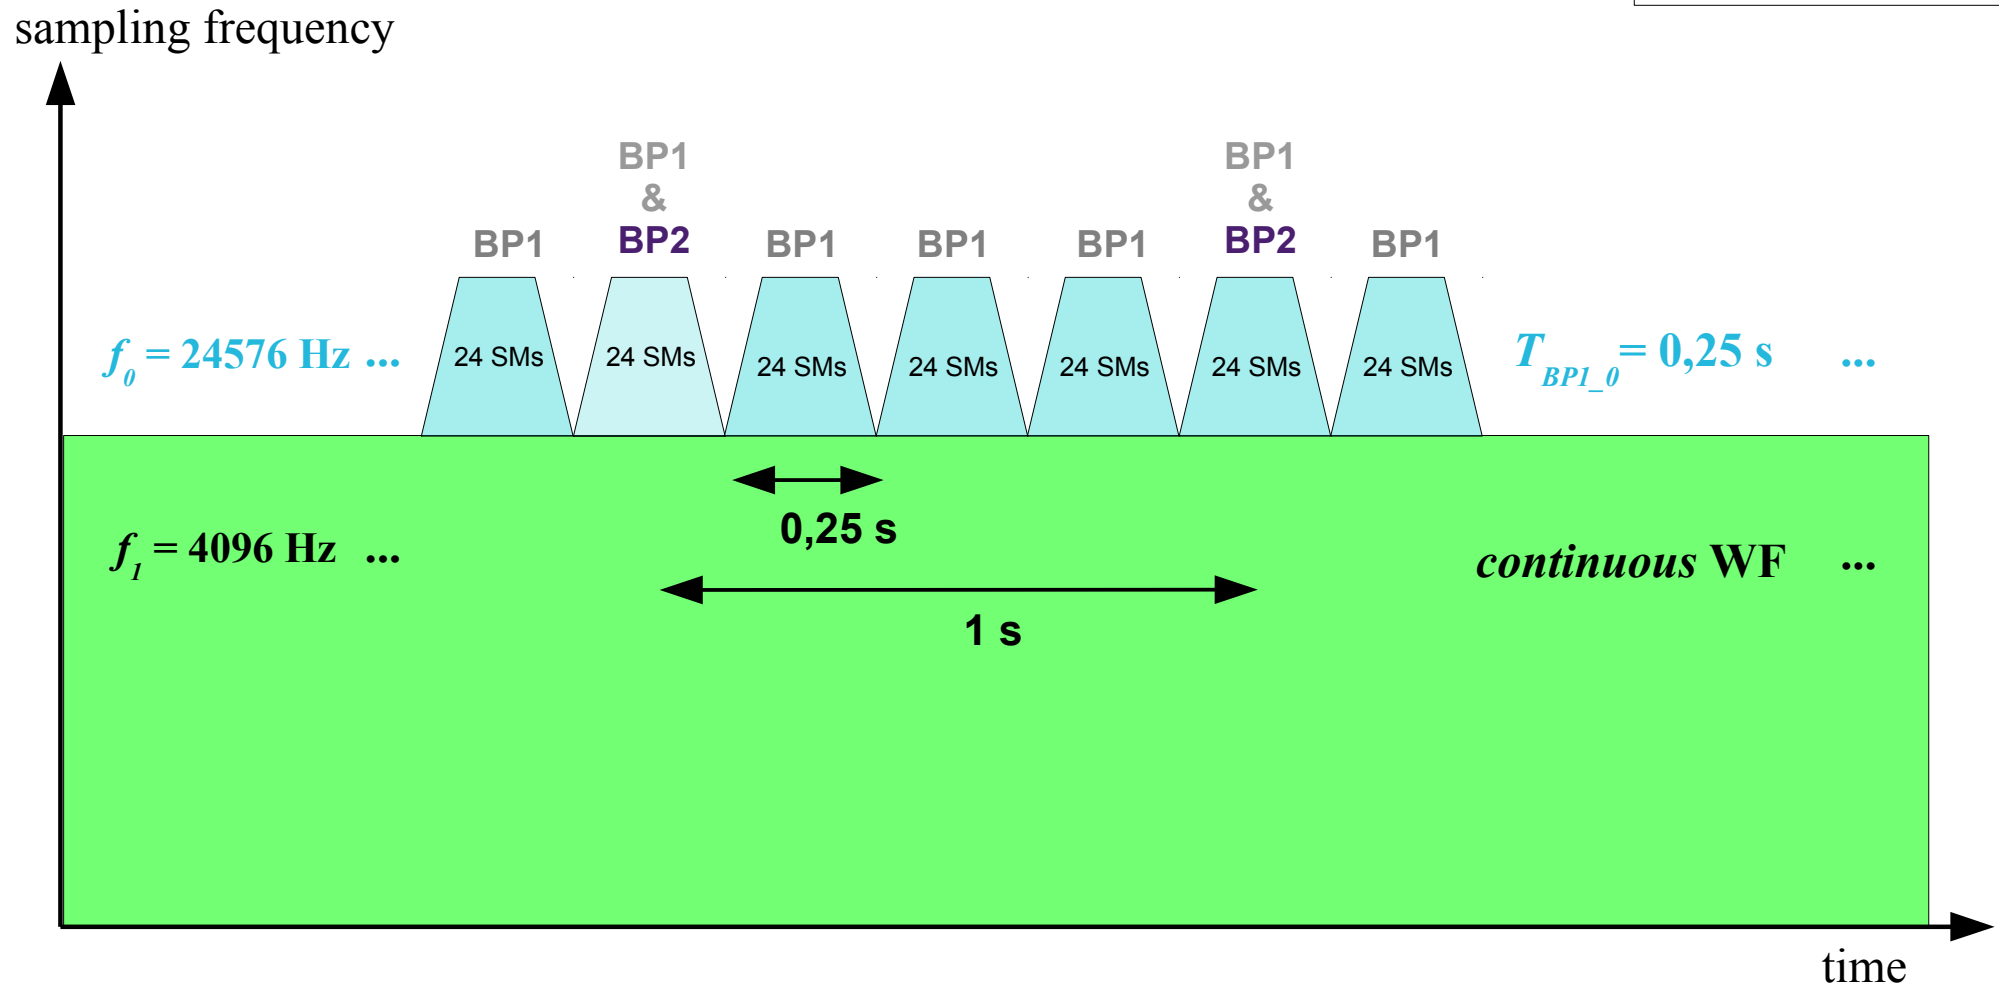 sampling frequency
BP1
&
BP2
BP1
&
BP2
BP1
BP1
BP1
BP1
BP1
f0 = 24576 Hz ...
24 SMs
24 SMs
24 SMs
24 SMs
24 SMs
24 SMs
24 SMs
TBP1_0 = 0,25 s ...
0,25 s
f1 = 4096 Hz ...
continuous WF ...
1 s
time